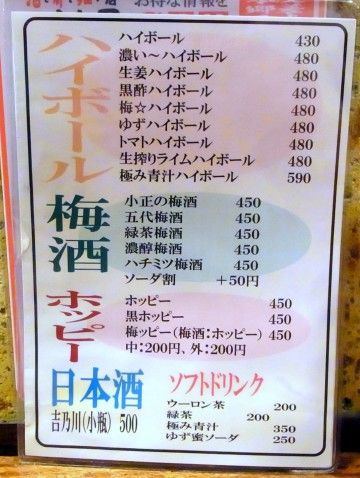 お得な情報を
ハイボール
ハイボール 430
濃い〜ハイボール 480
生姜ハイボール 480
黒酢ハイボール 480
梅☆ハイボール 480
ゆずハイボール 480
トマトハイボール 480
生搾りライムハイボール 480
極み青汁ハイボール 590
梅酒
小正の梅酒 450
五代梅酒 450
緑茶梅酒 450
濃醇梅酒 450
ハチミツ梅酒 450
ソーダ割 +50円
ホッピー
ホッピー 450
黒ホッピー 450
梅ッピー(梅酒:ホッピー) 450
中:200円、外:200円
日本酒
吉乃川(小瓶) 500
ソフトドリンク
ウーロン茶 200
緑茶 200
極み青汁 350
ゆず蜜ソーダ 250